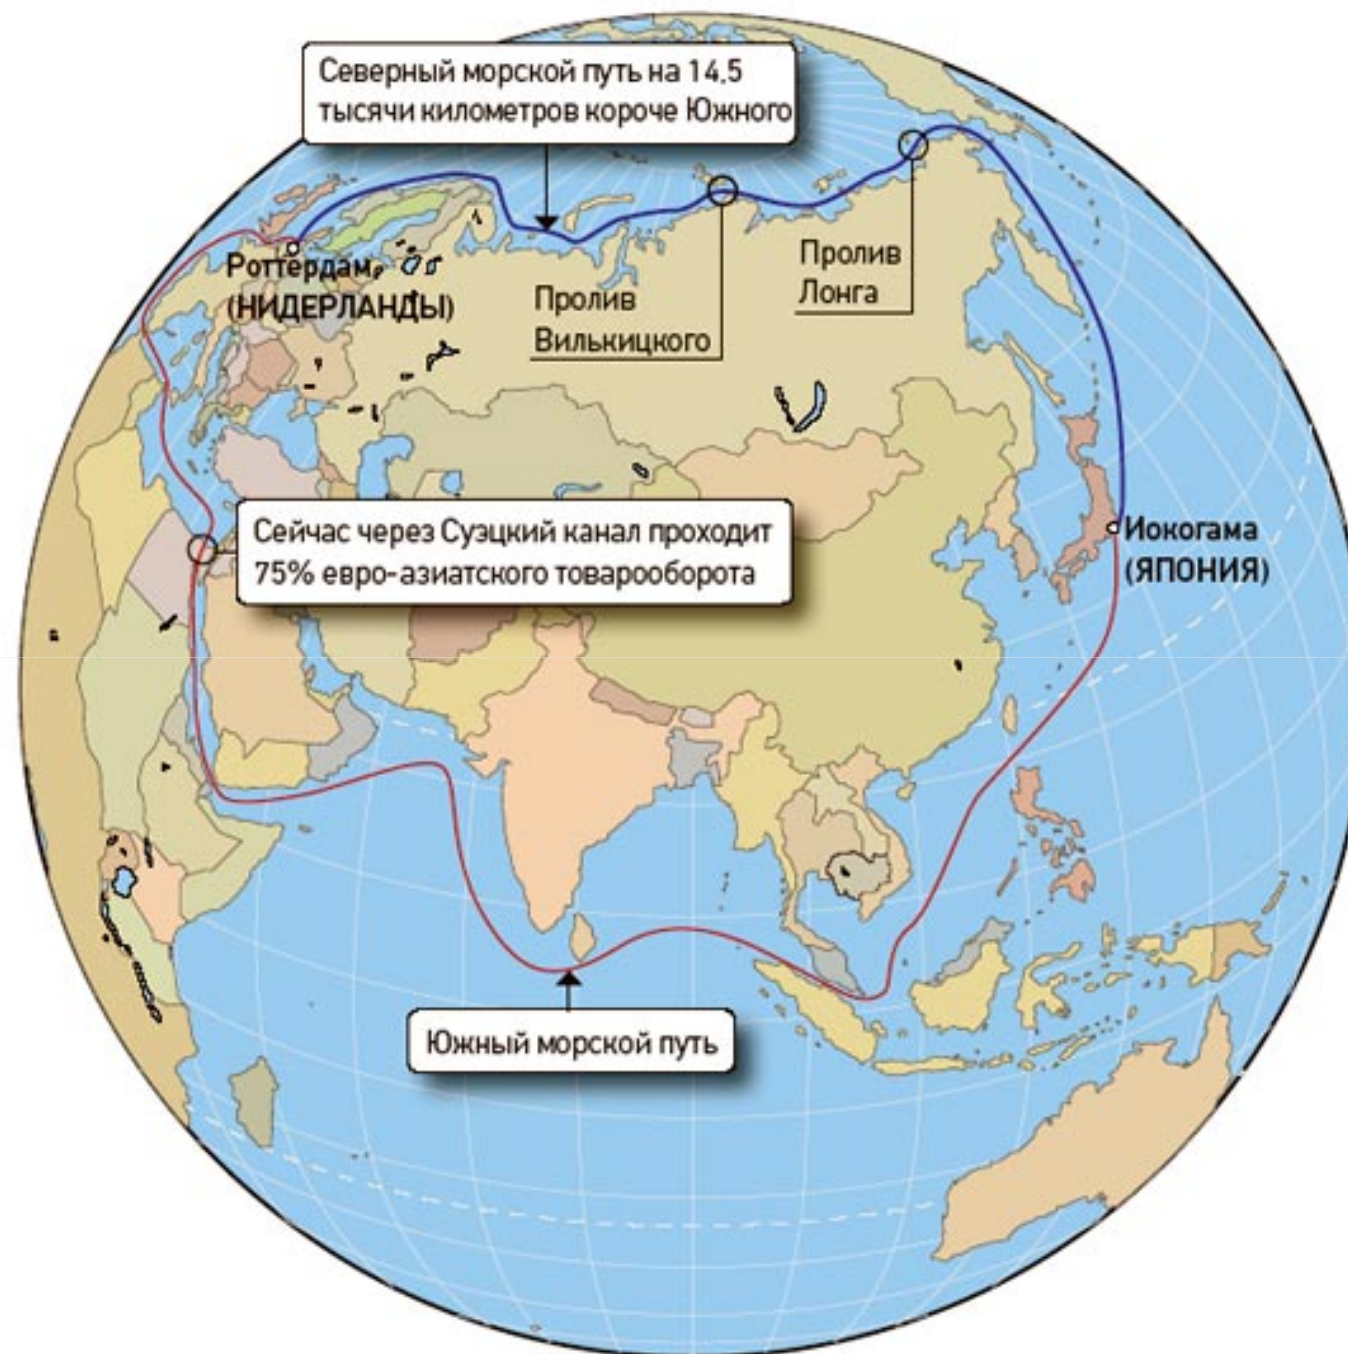 Северный морской путь на 14.5
тысячи километров короче Южного
Роттердам
(НИДЕРЛАНДЫ)
Пролив
Вилькицкого
Пролив
Лонга
Сейчас через Суэцкий канал проходит
75% евро-азиатского товарооборота
Иокогама
(ЯПОНИЯ)
Южный морской путь